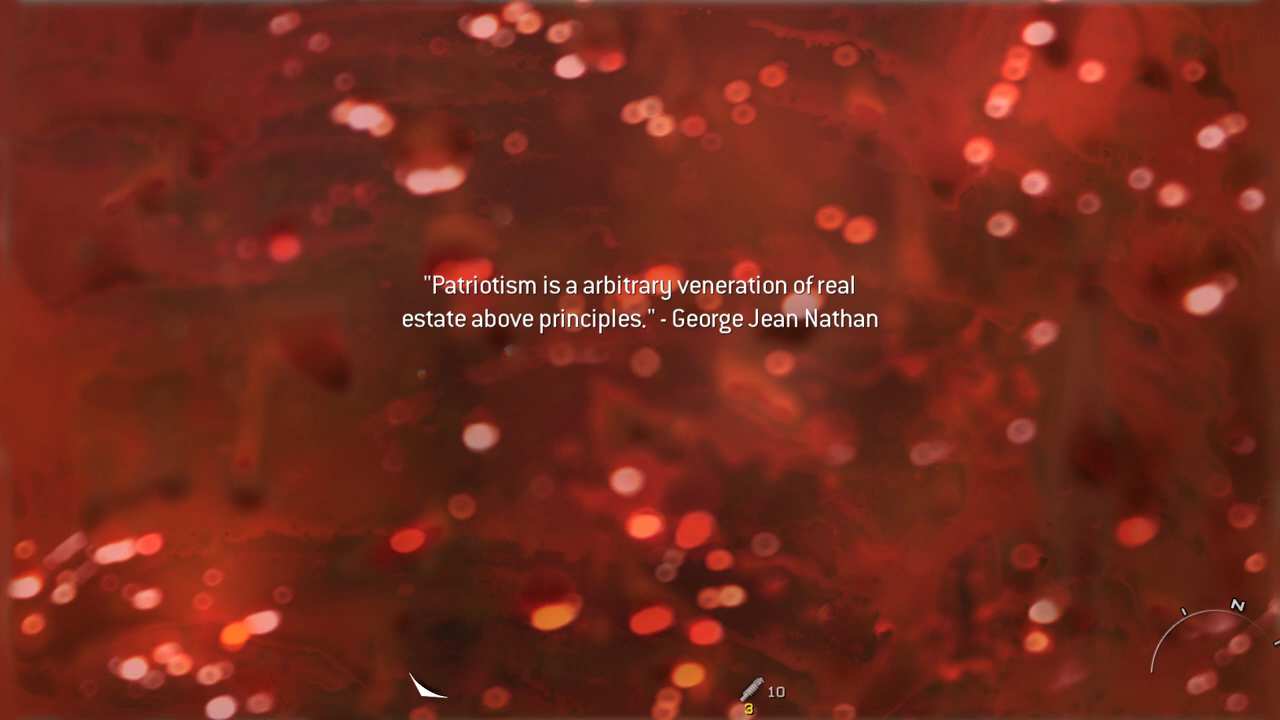 "Patriotism is a arbitrary veneration of real
estate above principles." - George Jean Nathan
N
10
3